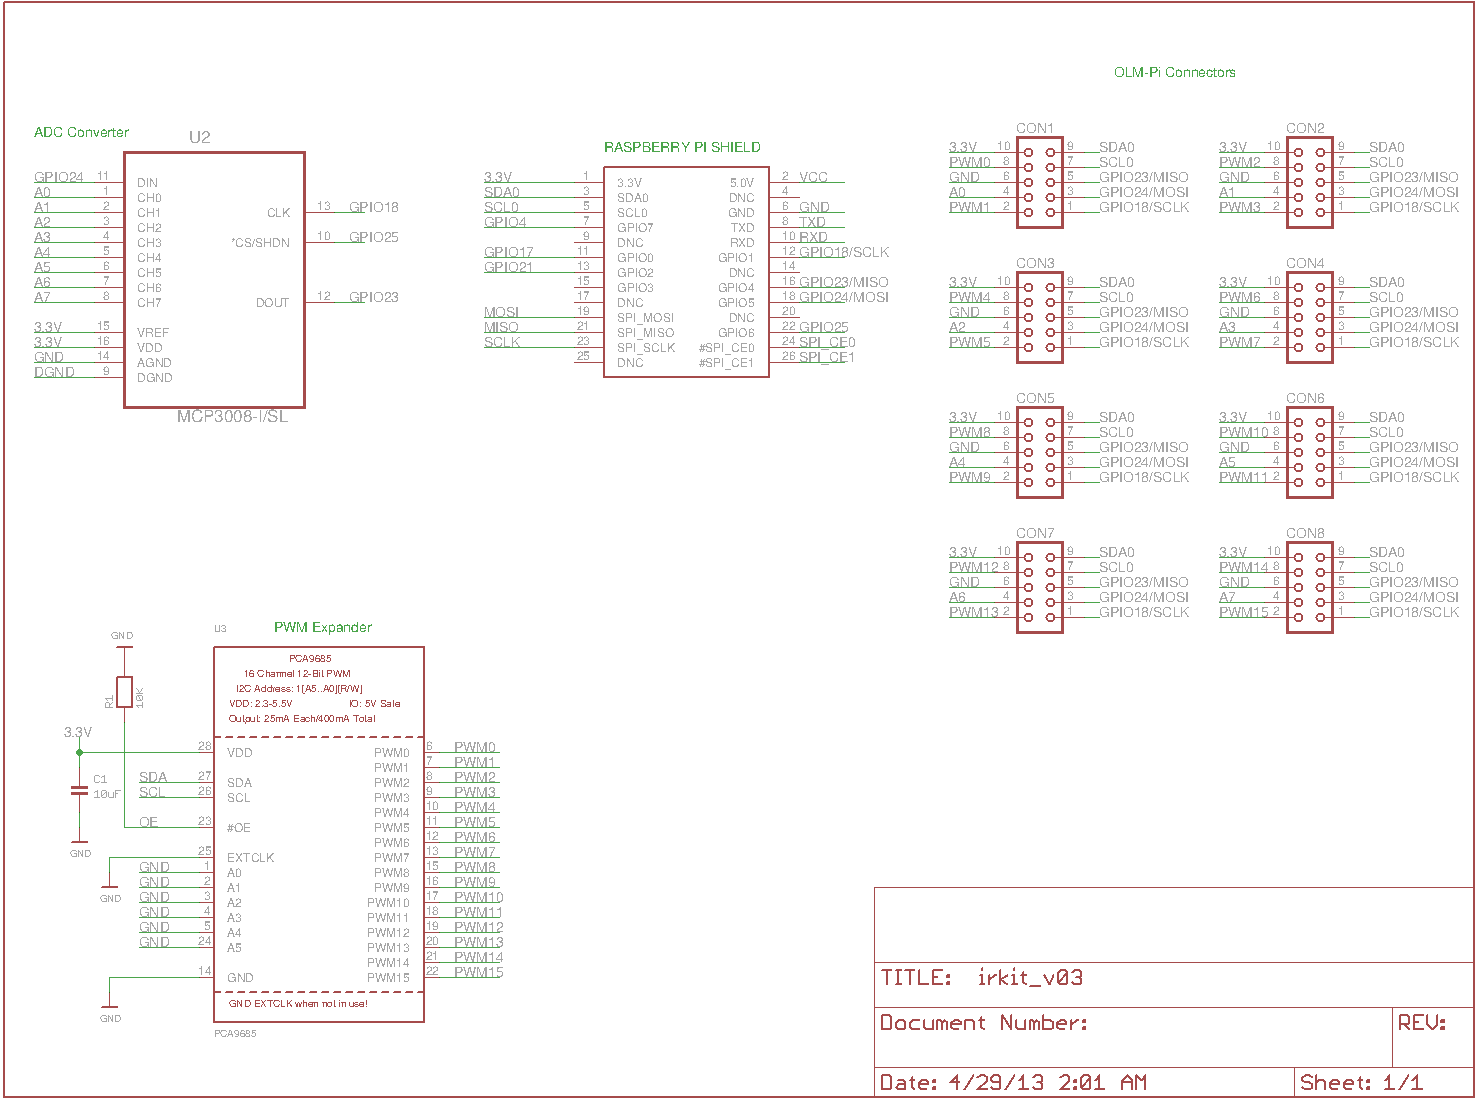 OLM-Pi Connectors
ADC Converter
U2
GPIO24 11 DIN
A0 1 CH0
A1 2 CH1
A2 3 CH2
A3 4 CH3
A4 5 CH4
A5 6 CH5
A6 7 CH6
A7 8 CH7
3.3V 15 VREF
3.3V 16 VDD
GND 14 AGND
DGND 9 DGND
CLK 13 GPIO18
*CS/SHDN 10 GPIO25
DOUT 12 GPIO23
MCP3008-I/SL
RASPBERRY PI SHIELD
3.3V 1 3.3V 5.0V 2 VCC
SDA0 3 SDA0 DNC 4
SCL0 5 SCL0 GND 6 GND
GPIO4 7 GPIO7 TXD 8 TXD
9 DNC RXD 10 RXD
GPIO17 11 GPIO0 GPIO1 12 GPIO18/SCLK
GPIO21 13 GPIO2 DNC 14
15 GPIO3 GPIO4 16 GPIO23/MISO
17 DNC GPIO5 18 GPIO24/MOSI
MOSI 19 SPI_MOSI DNC 20
MISO 21 SPI_MISO GPIO6 22 GPIO25
SCLK 23 SPI_SCLK #SPI_CE0 24 SPI_CE0
25 DNC #SPI_CE1 26 SPI_CE1
CON1
3.3V 10 9 SDA0
PWM0 8 7 SCL0
GND 6 5 GPIO23/MISO
A0 4 3 GPIO24/MOSI
PWM1 2 1 GPIO18/SCLK
CON2
3.3V 10 9 SDA0
PWM2 8 7 SCL0
GND 6 5 GPIO23/MISO
A1 4 3 GPIO24/MOSI
PWM3 2 1 GPIO18/SCLK
CON3
3.3V 10 9 SDA0
PWM4 8 7 SCL0
GND 6 5 GPIO23/MISO
A2 4 3 GPIO24/MOSI
PWM5 2 1 GPIO18/SCLK
CON4
3.3V 10 9 SDA0
PWM6 8 7 SCL0
GND 6 5 GPIO23/MISO
A3 4 3 GPIO24/MOSI
PWM7 2 1 GPIO18/SCLK
CON5
3.3V 10 9 SDA0
PWM8 8 7 SCL0
GND 6 5 GPIO23/MISO
A4 4 3 GPIO24/MOSI
PWM9 2 1 GPIO18/SCLK
CON6
3.3V 10 9 SDA0
PWM10 8 7 SCL0
GND 6 5 GPIO23/MISO
A5 4 3 GPIO24/MOSI
PWM11 2 1 GPIO18/SCLK
CON7
3.3V 10 9 SDA0
PWM12 8 7 SCL0
GND 6 5 GPIO23/MISO
A6 4 3 GPIO24/MOSI
PWM13 2 1 GPIO18/SCLK
CON8
3.3V 10 9 SDA0
PWM14 8 7 SCL0
GND 6 5 GPIO23/MISO
A7 4 3 GPIO24/MOSI
PWM15 2 1 GPIO18/SCLK
U3
PWM Expander
GND
R1
10K
3.3V
C1
10uF
GND
PCA9685
16 Channel 12-Bit PWM
I2C Address: 1[A5..A0][R/W]
VDD: 2.3-5.5V IO: 5V Safe
Output: 25mA Each/400mA Total
28 VDD
SDA 27 SDA
SCL 26 SCL
OE 23 #OE
25 EXTCLK
GND
GND 1 A0
GND 2 A1
GND 3 A2
GND 4 A3
GND 5 A4
GND 24 A5
14 GND
GND
PWM0 6 PWM0
PWM1 7 PWM1
PWM2 8 PWM2
PWM3 9 PWM3
PWM4 10 PWM4
PWM5 11 PWM5
PWM6 12 PWM6
PWM7 13 PWM7
PWM8 15 PWM8
PWM9 16 PWM9
PWM10 17 PWM10
PWM11 18 PWM11
PWM12 19 PWM12
PWM13 20 PWM13
PWM14 21 PWM14
PWM15 22 PWM15
GND EXTCLK when not in use!
PCA9685
TITLE: irkit_v03
Document Number:
REV:
Date: 4/29/13 2:01 AM
Sheet: 1/1